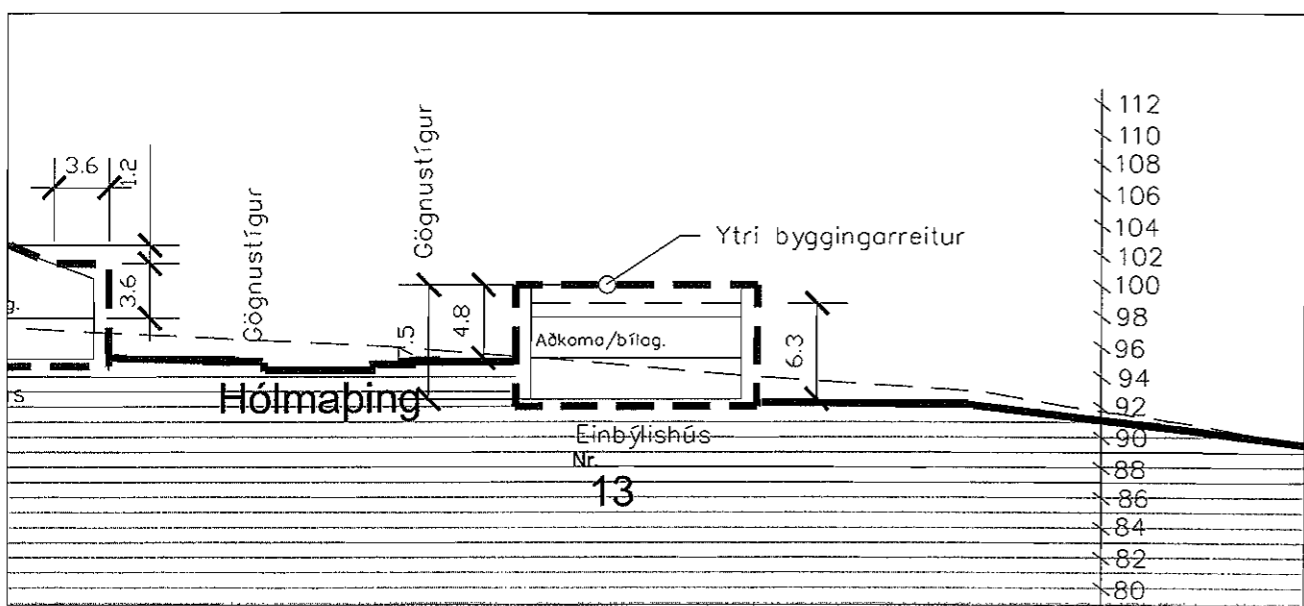 112
110
108
106
104
102
100
98
96
94
92
90
88
86
84
82
80
3.6
1.2
3.6
Gögnustígur
Gögnustígur
4.8
.5
Ytri byggingarreitur
Aðkoma/bílag.
6.3
g.
rs
Hólmaþing
Einbýlishús
Nr.
13